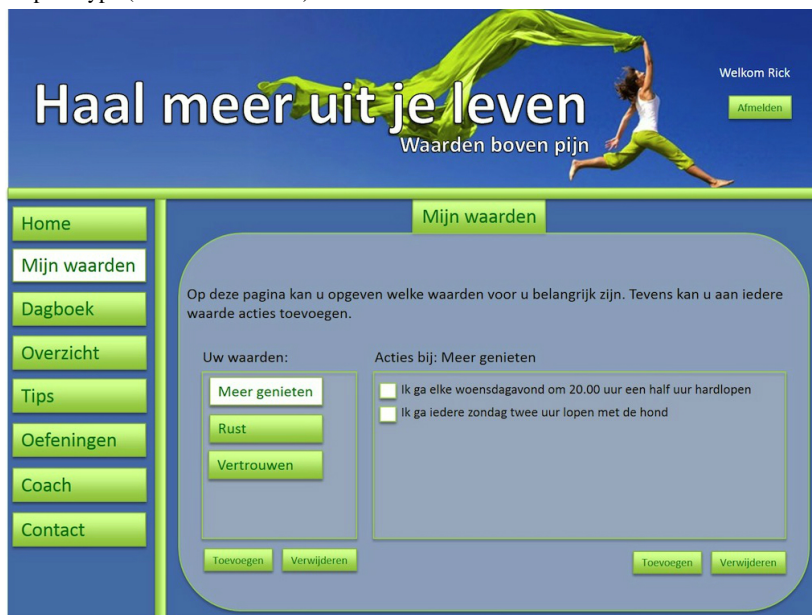 Haal meer uit je leven
Waarden boven pijn
Welkom Rick
Afmelden
Home
Mijn waarden
Dagboek
Overzicht
Tips
Oefeningen
Coach
Contact
Mijn waarden
Op deze pagina kan u opgeven welke waarden voor u belangrijk zijn. Tevens kan u aan iedere
waarde acties toevoegen.
Uw waarden:
Meer genieten
Rust
Vertrouwen
Toevoegen
Verwijderen
Acties bij: Meer genieten
Ik ga elke woensdagavond om 20.00 uur een half uur hardlopen
Ik ga iedere zondag twee uur lopen met de hond
Toevoegen
Verwijderen